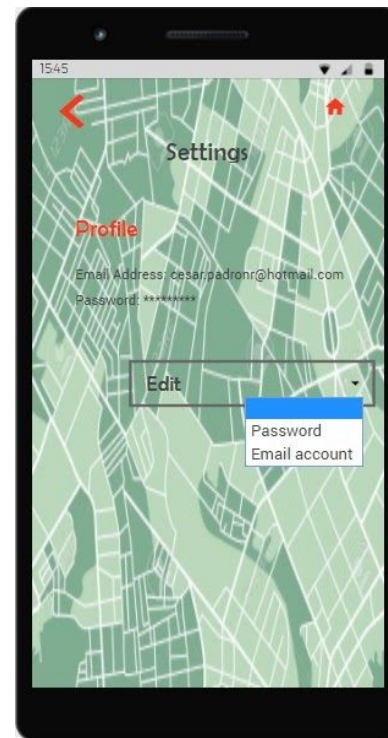 15:45
Settings
Profile
Email Address: cesar.padronr@hotmail.com
Password: *********
Edit
Password
Email account